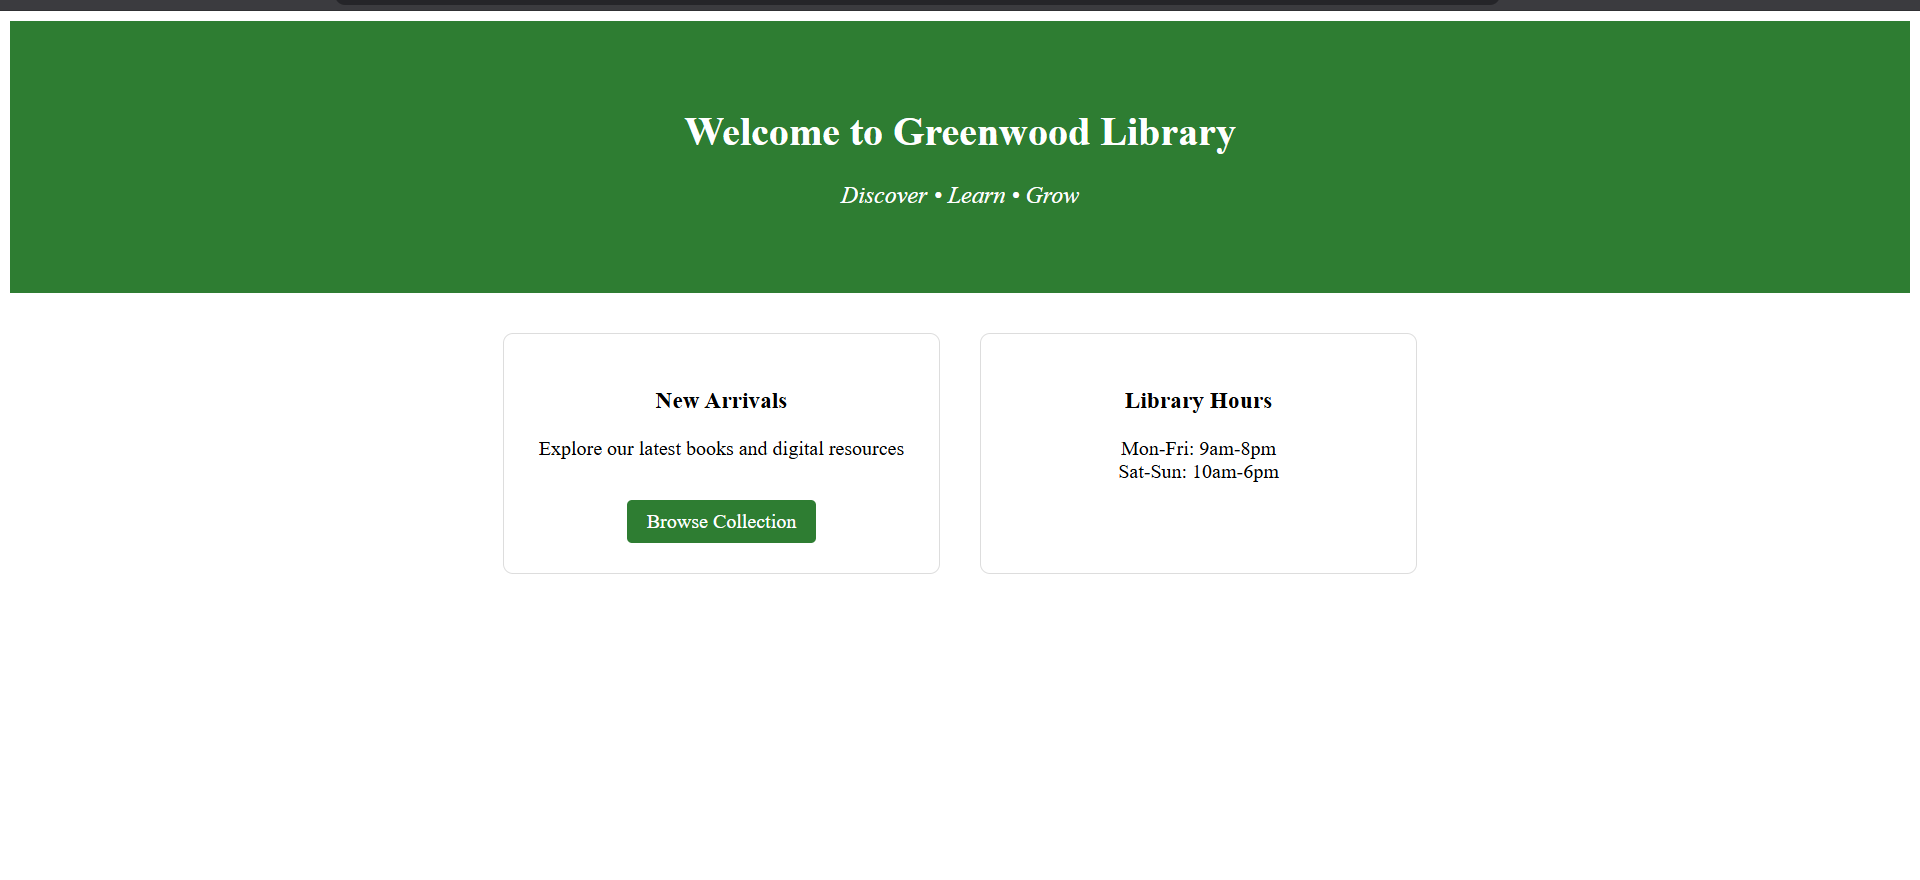 Welcome to Greenwood Library
Discover • Learn • Grow
New Arrivals
Explore our latest books and digital resources
Browse Collection
Library Hours
Mon-Fri: 9am-8pm
Sat-Sun: 10am-6pm